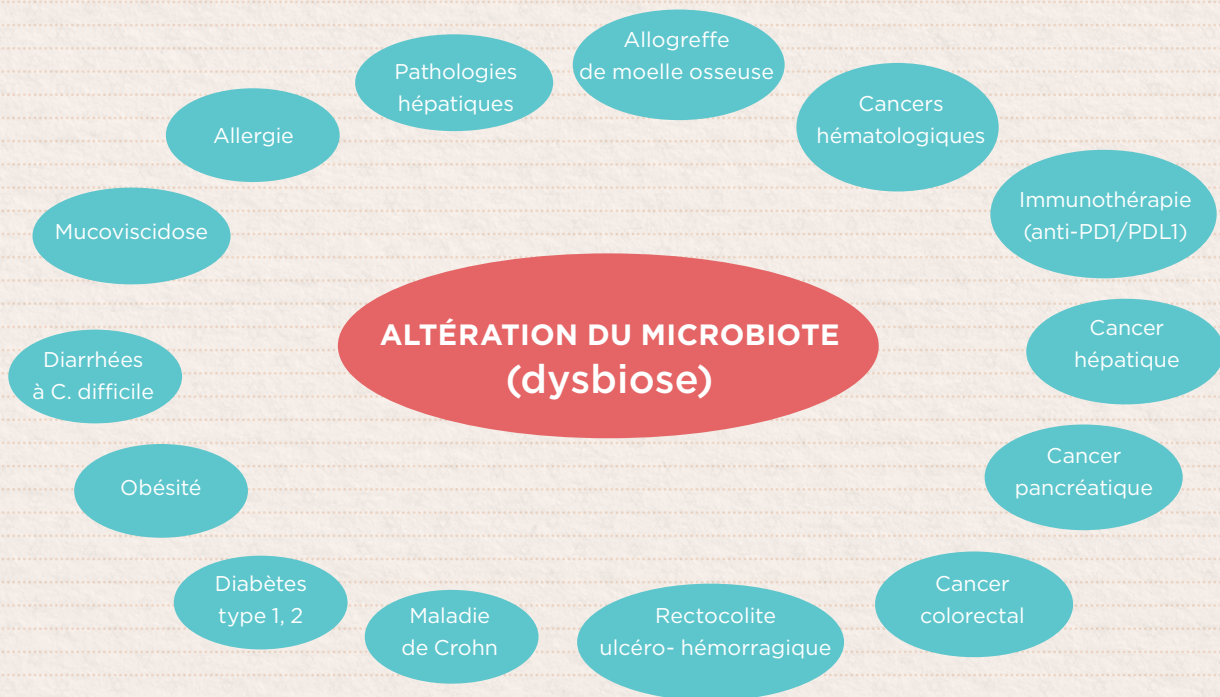 Allogreffe
de moelle osseuse
Pathologies
hépatiques
Cancers
hématologiques
Allergie
Immunothérapie
(anti-PD1/PDL1)
Mucoviscidose
ALTÉRATION DU MICROBIOTE
(dysbiose)
Cancer
hépatique
Diarrhées
à C. difficile
Cancer
pancréatique
Obésité
Diabètes
type 1, 2
Cancer
colorectal
Maladie
de Crohn
Rectocolite
ulcéro- hémorragique